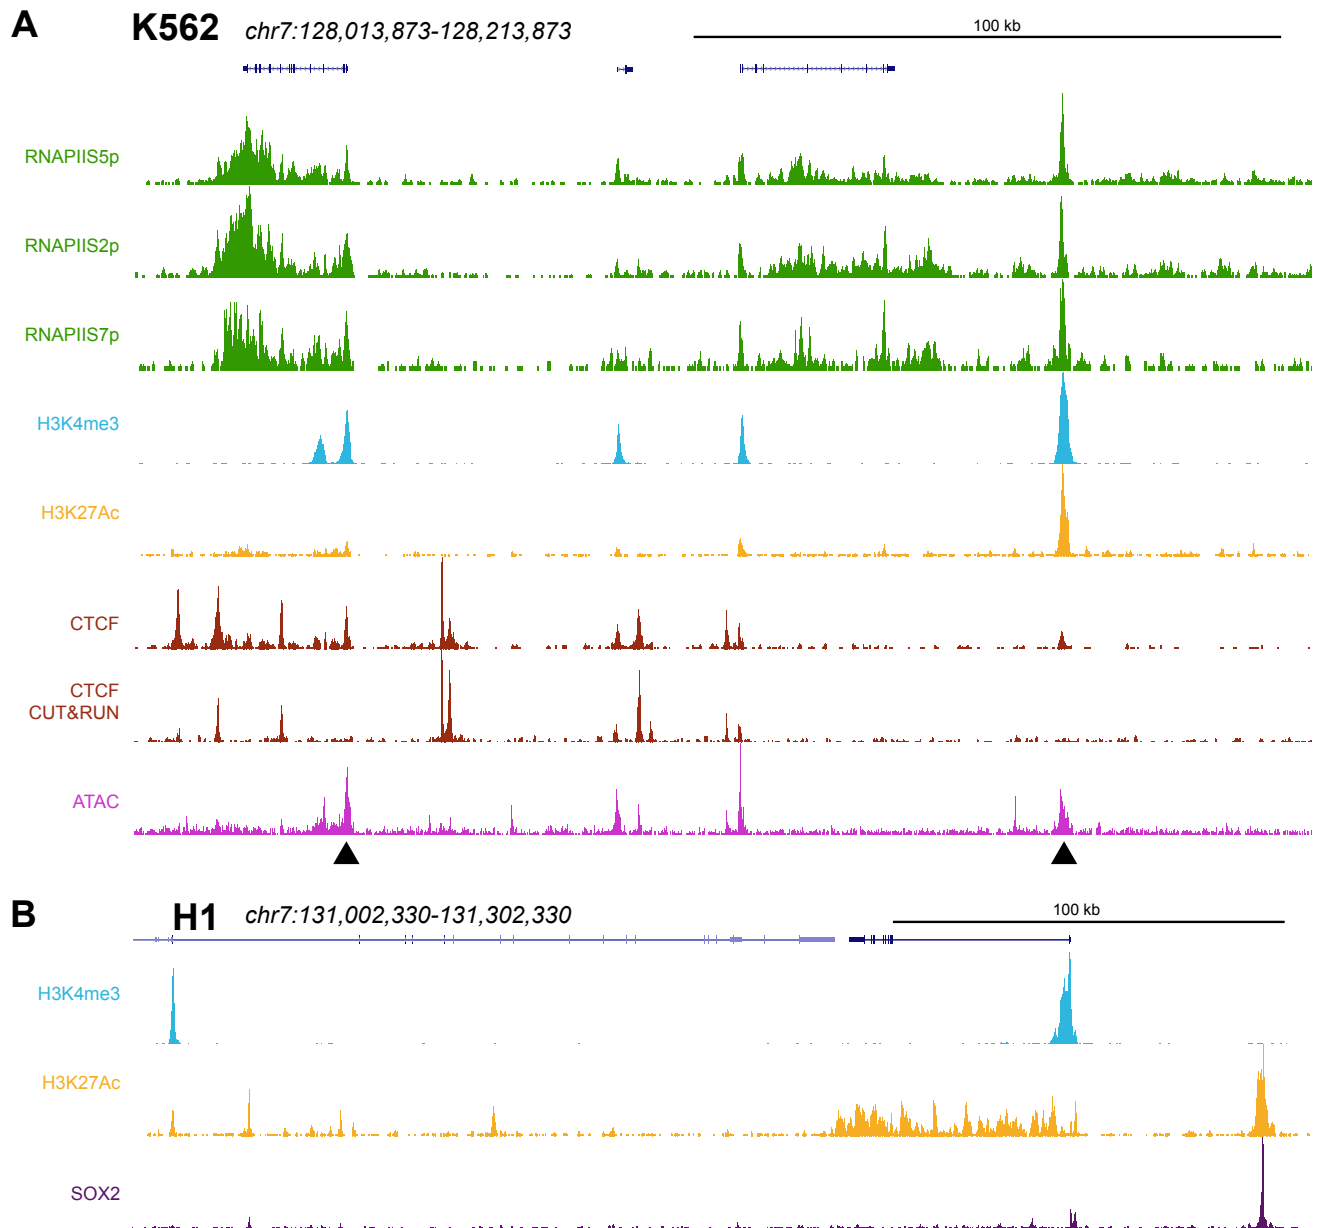 A
K562 chr7:128,013,873-128,213,873
100 kb
RNAPIIS5p
RNAPIIS2p
RNAPIIS7p
H3K4me3
H3K27Ac
CTCF
CTCF
CUT&RUN
ATAC
B
H1 chr7:131,002,330-131,302,330
100 kb
H3K4me3
H3K27Ac
SOX2